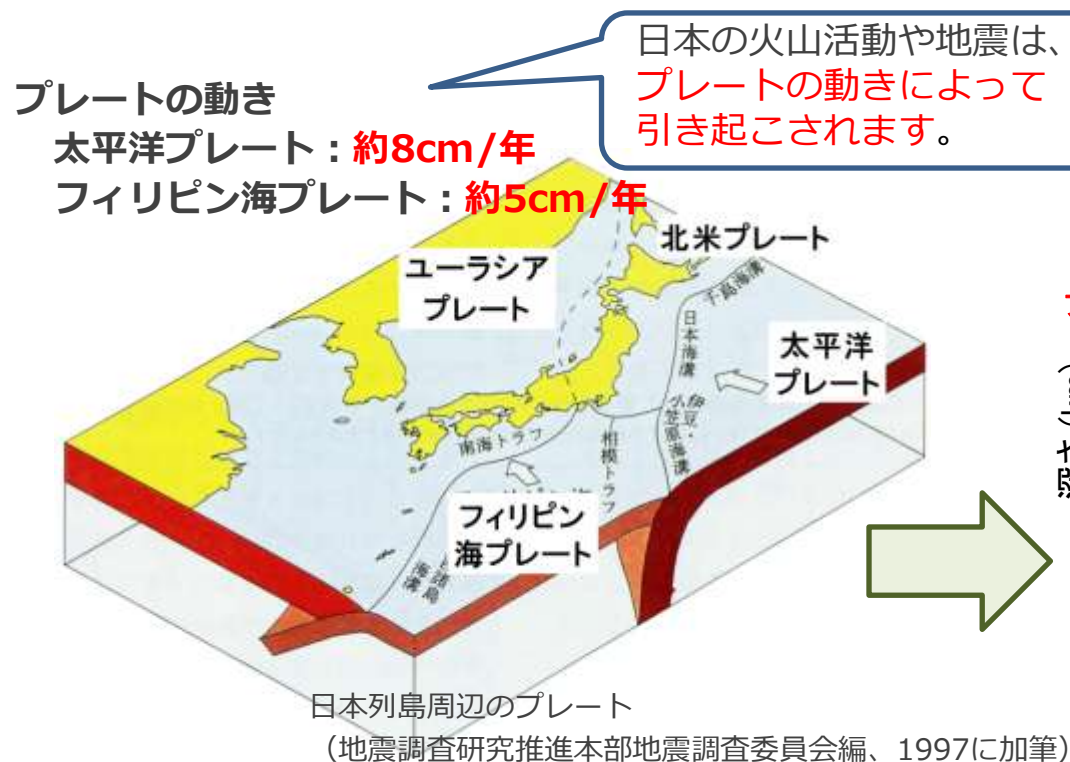 日本の火山活動や地震は、
プレートの動きによって
引き起こされます。
プレートの動き
太平洋プレート：約8cm/年
フィリピン海プレート：約5cm/年
北米プレート
ユーラシア
プレート
千島海溝
日本海溝
太平洋
プレート
伊豆・
小笠原海溝
南海トラフ
相模トラフ
フィリピン
海プレート
海溝
日本列島周辺のプレート
（地震調査研究推進本部地震調査委員会編、1997に加筆）